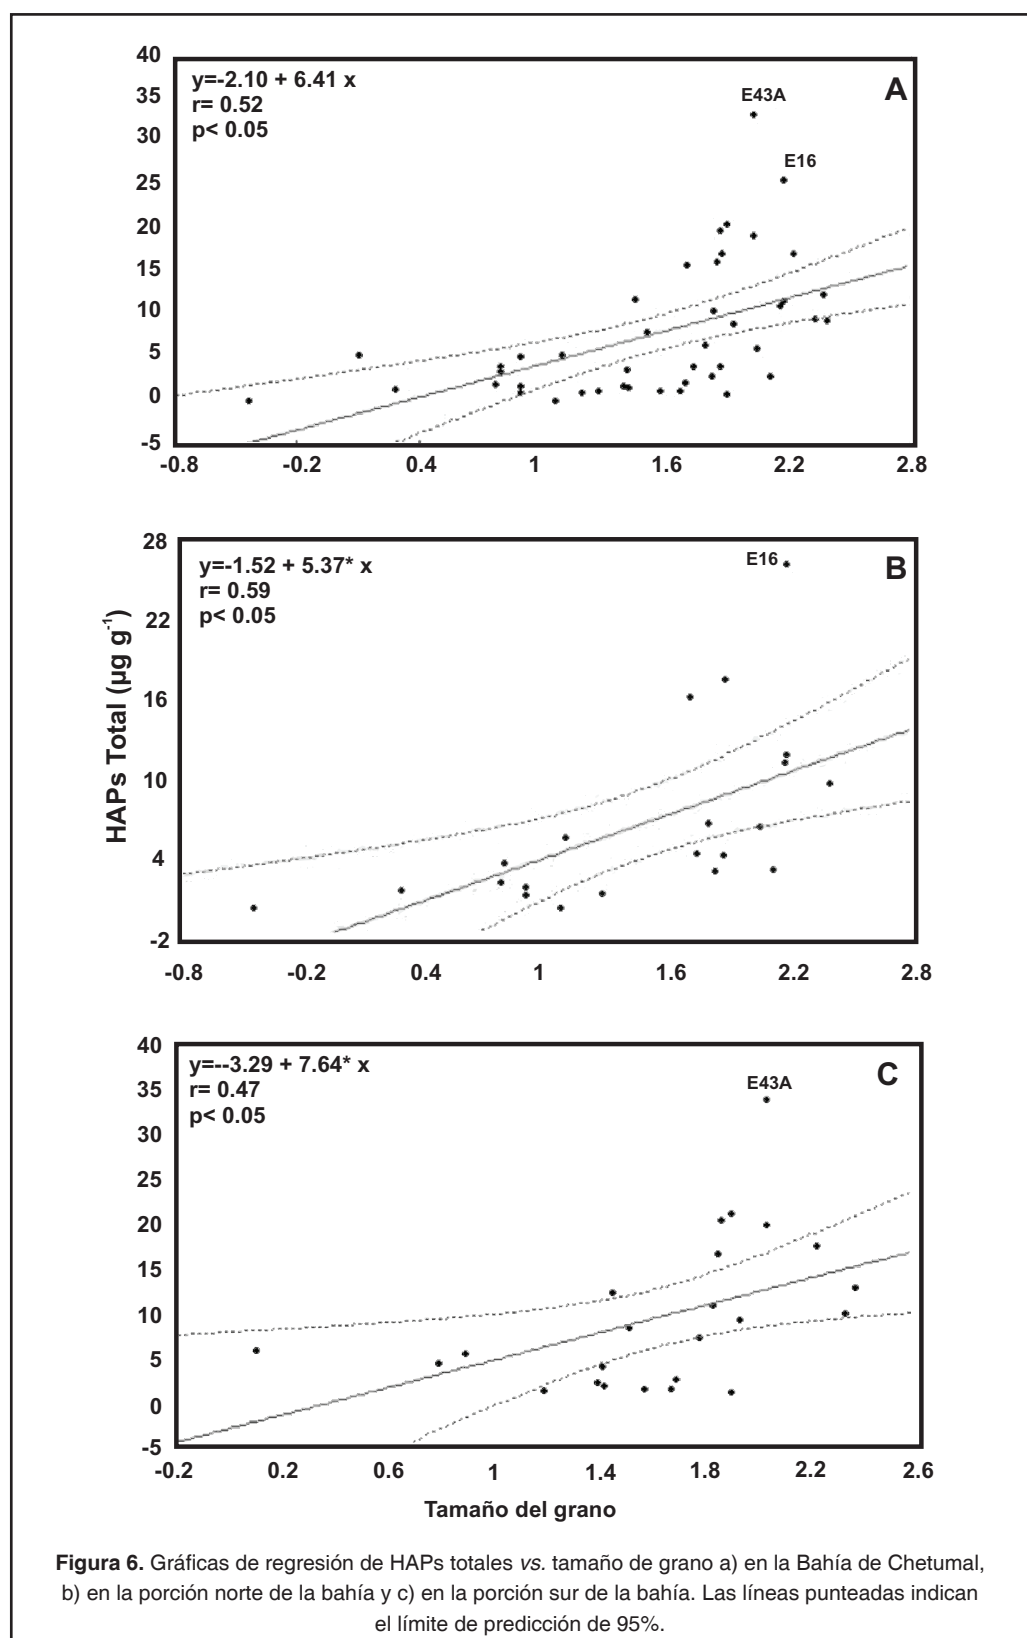 40
35
30
25
20
15
10
5
0
-5
y=-2.10 + 6.41 x
r= 0.52
p< 0.05
A
E43A
E16
-0.8 -0.2 0.4 1 1.6 2.2 2.8
HAPs Total (µg g-1)
28
22
16
10
4
-2
y=-1.52 + 5.37* x
r= 0.59
p< 0.05
B
E16
-0.8 -0.2 0.4 1 1.6 2.2 2.8
40
35
30
25
20
15
10
5
0
-5
y=--3.29 + 7.64* x
r= 0.47
p< 0.05
C
E43A
-0.2 0.2 0.6 1 1.4 1.8 2.2 2.6
Tamaño del grano
Figura 6. Gráficas de regresión de HAPs totales vs. tamaño de grano a) en la Bahía de Chetumal,
b) en la porción norte de la bahía y c) en la porción sur de la bahía. Las líneas punteadas indican
el límite de predicción de 95%.